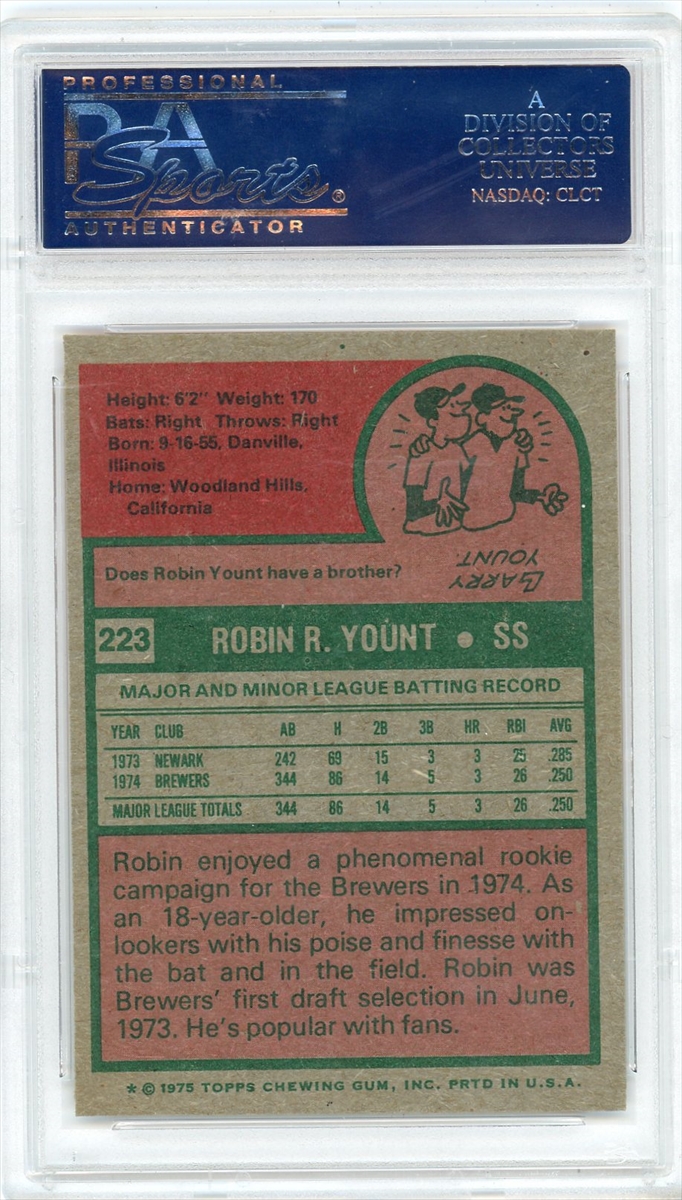 PROFESSIONAL
PSA
Sports®
AUTHENTICATOR
A
DIVISION OF
COLLECTORS
UNIVERSE
NASDAQ: CLCT
Height: 6'2" Weight: 170
Bats: Right Throws: Right
Born: 9-16-55, Danville,
Illinois
Home: Woodland Hills,
California
Does Robin Yount have a brother?
LARRY
YOUNT.
223 ROBIN R. YOUNT • SS
MAJOR AND MINOR LEAGUE BATTING RECORD
YEAR CLUB AB H 2B 3B HR RBI AVG
1973 NEWARK 242 69 15 3 3 25 .285
1974 BREWERS 344 86 14 5 3 26 .250
MAJOR LEAGUE TOTALS 344 86 14 5 3 26 .250
Robin enjoyed a phenomenal rookie
campaign for the Brewers in 1974. As
an 18-year-older, he impressed on-
lookers with his poise and finesse with
the bat and in the field. Robin was
Brewers' first draft selection in June,
1973. He's popular with fans.
* © 1975 TOPPS CHEWING GUM, INC. PRTD IN U.S.A.